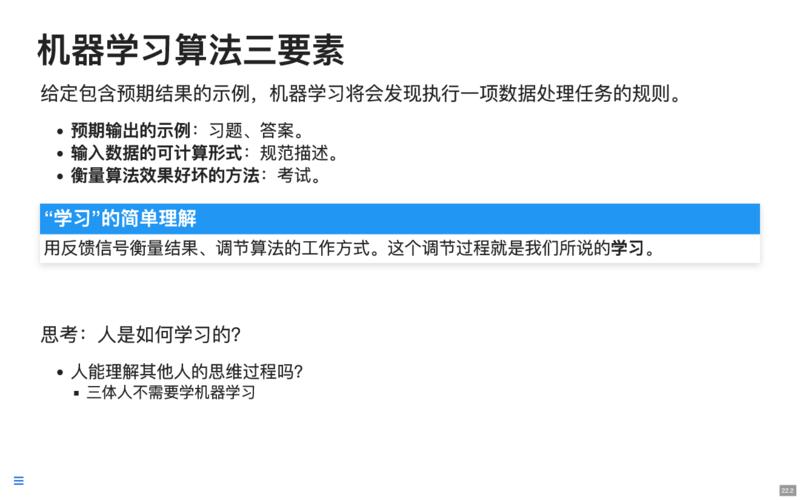 机器学习算法三要素
给定包含预期结果的示例，机器学习将会发现执行一项数据处理任务的规则。
• 预期输出的示例：习题、答案。
• 输入数据的可计算形式：规范描述。
• 衡量算法效果好坏的方法：考试。
“学习”的简单理解
用反馈信号衡量结果、调节算法的工作方式。这个调节过程就是我们所说的学习。
思考：人是如何学习的?
• 人能理解其他人的思维过程吗?
▪ 三体人不需要学机器学习
22.2